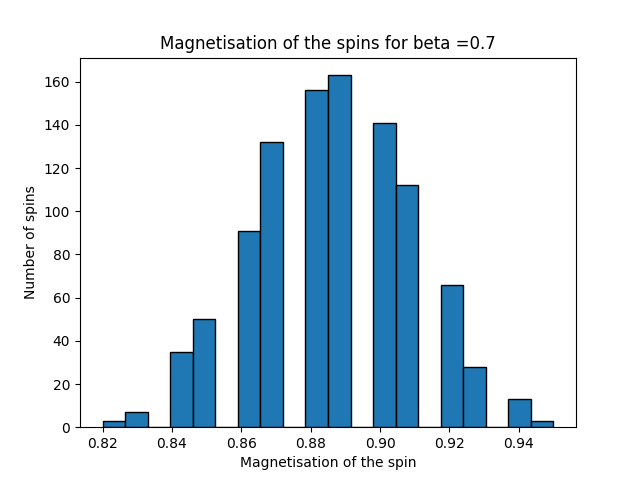 Magnetisation of the spins for beta =0.7
Number of spins
160
140
120
100
80
60
40
20
0
0.82 0.84 0.86 0.88 0.90 0.92 0.94
Magnetisation of the spin